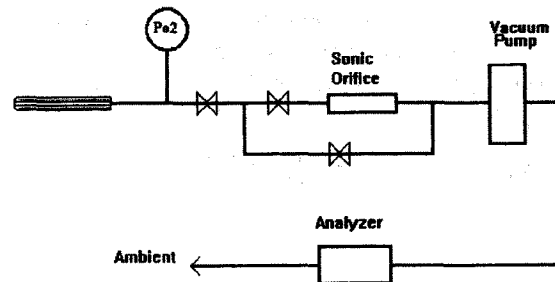 Po2
Vacuum
Pump
Sonic
Orifice
Analyzer
Ambient